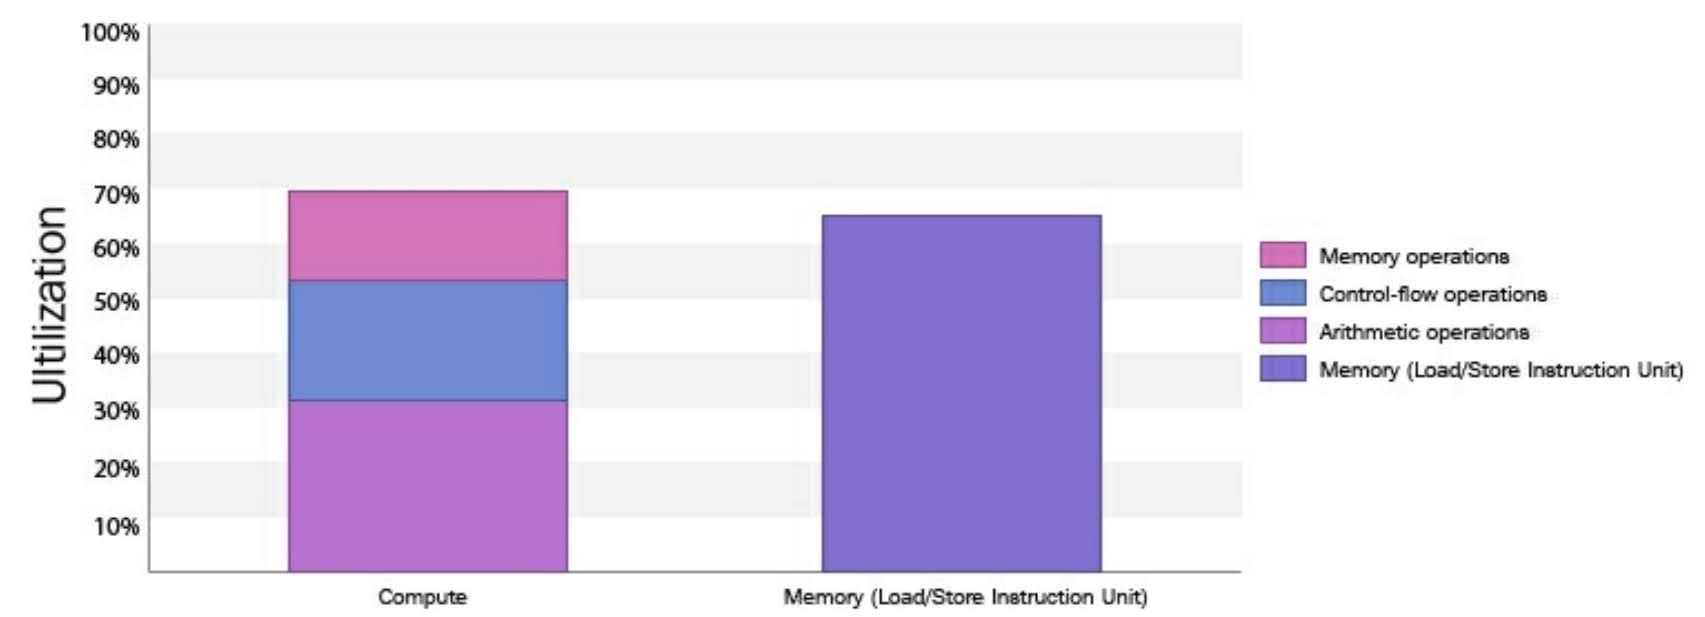 100%
90%
80%
70%
60%
50%
40%
30%
20%
10%
Ultilization
Compute
Memory (Load/Store Instruction Unit)
Memory operations
Control-flow operations
Arithmetic operations
Memory (Load/Store Instruction Unit)